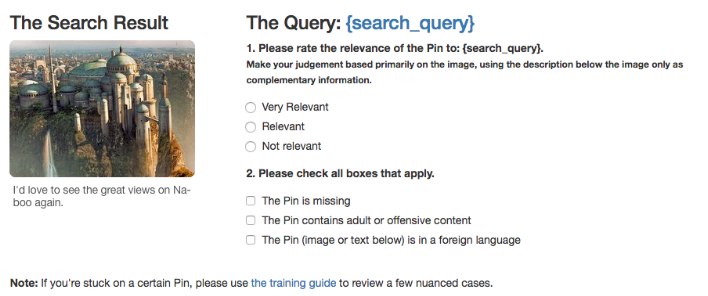 The Search Result
I'd love to see the great views on Na-
boo again.
The Query: {search_query}
1. Please rate the relevance of the Pin to: {search_query}.
Make your judgement based primarily on the image, using the description below the image only as
complementary information.
Very Relevant
Relevant
Not relevant
2. Please check all boxes that apply.
The Pin is missing
The Pin contains adult or offensive content
The Pin (image or text below) is in a foreign language
Note: If you're stuck on a certain Pin, please use the training guide to review a few nuanced cases.